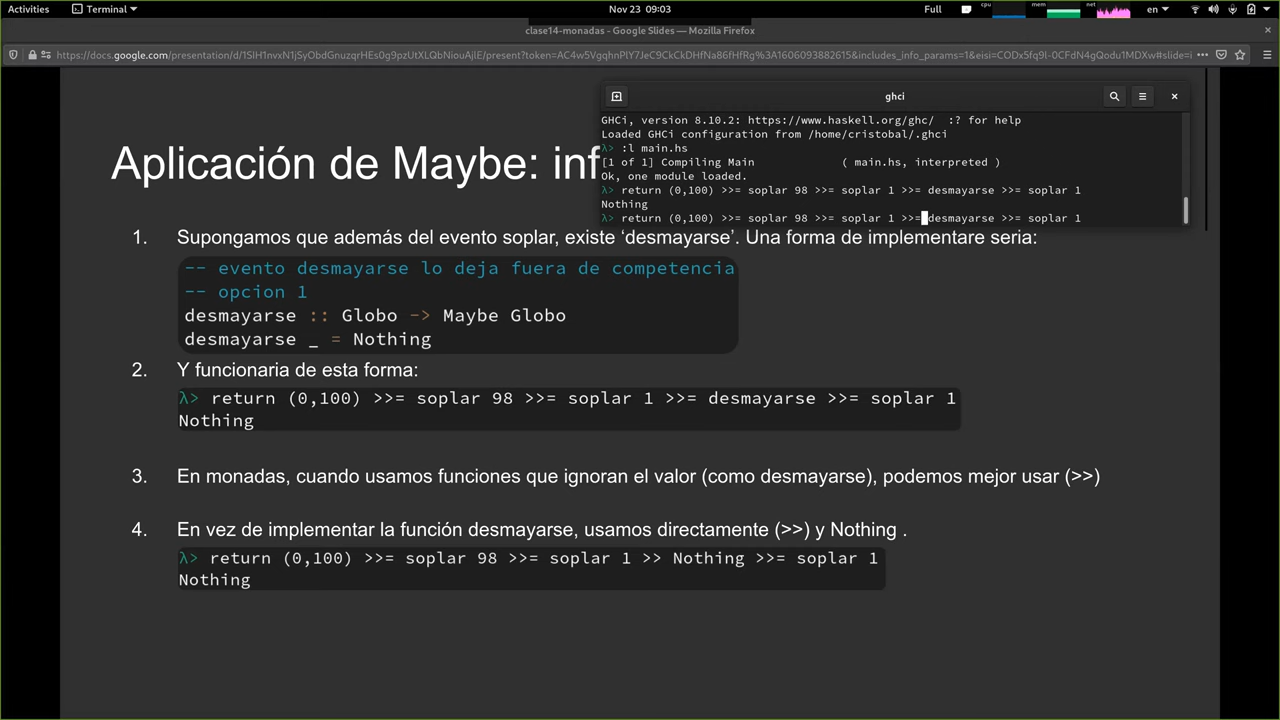 Activities
Terminal
Nov 23 09:03
Full
cpu
mem
net
en
clase14-monadas - Google Slides — Mozilla Firefox
ghci
GHCi, version 8.10.2: https://www.haskell.org/ghc/ :? for help
Loaded GHCi configuration from /home/cristobal/.ghci
λ> :l main.hs
[1 of 1] Compiling Main ( main.hs, interpreted )
Ok, one module loaded.
λ> return (0,100) >>= soplar 98 >>= soplar 1 >>= desmayarse >>= soplar 1
Nothing
λ> return (0,100) >>= soplar 98 >>= soplar 1 >>= desmayarse >>= soplar 1
Aplicación de Maybe: inf
1. Supongamos que además del evento soplar, existe ‘desmayarse’. Una forma de implementare seria:
-- evento desmayarse lo deja fuera de competencia
-- opcion 1
desmayarse :: Globo -> Maybe Globo
desmayarse _ = Nothing
2. Y funcionaria de esta forma:
λ> return (0,100) >>= soplar 98 >>= soplar 1 >>= desmayarse >>= soplar 1
Nothing
3. En monadas, cuando usamos funciones que ignoran el valor (como desmayarse), podemos mejor usar (>>)
4. En vez de implementar la función desmayarse, usamos directamente (>>) y Nothing .
λ> return (0,100) >>= soplar 98 >>= soplar 1 >> Nothing >>= soplar 1
Nothing